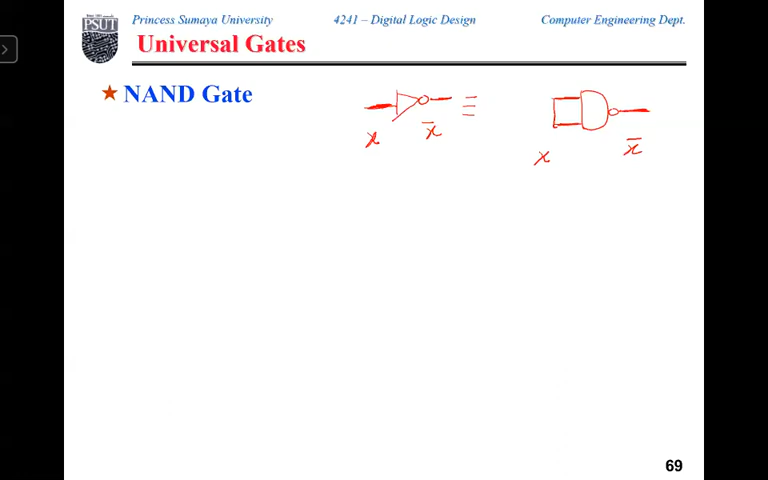 Princess Sumaya University 4241 – Digital Logic Design Computer Engineering Dept.
PSUT
Universal Gates
★ NAND Gate
≡
x x̄ x x̄
69